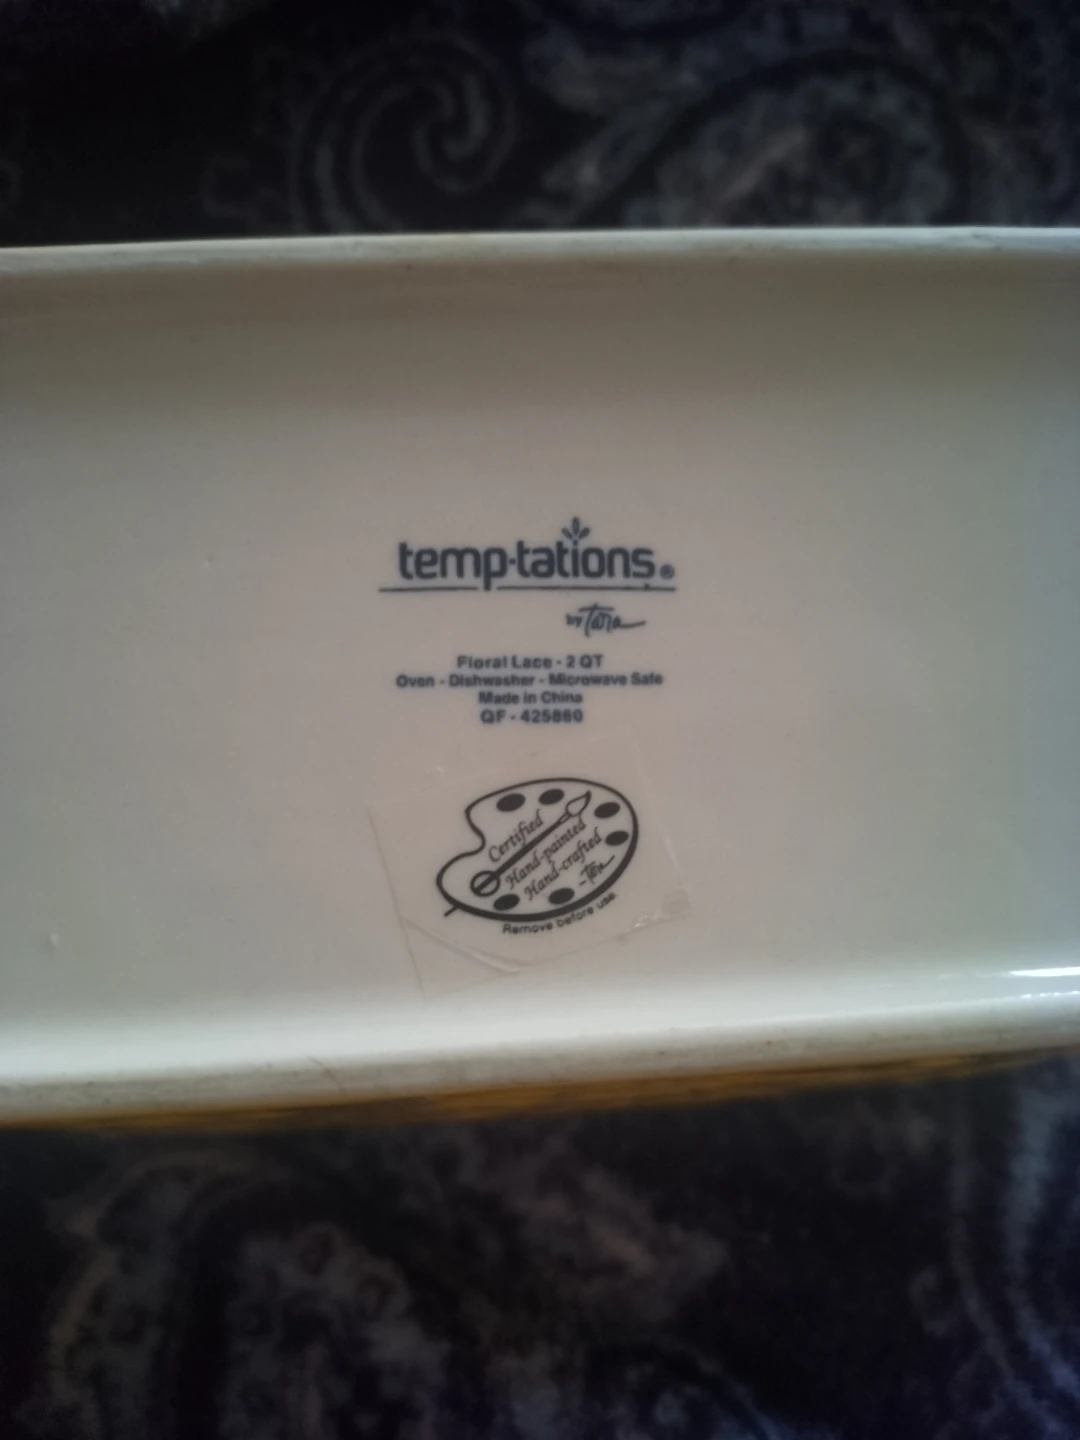 temp·tations®
by Tara
Floral Lace - 2 QT
Oven - Dishwasher - Microwave Safe
Made in China
QF - 425860
Certified
Hand-painted
Hand-crafted
- Tara
Remove before use